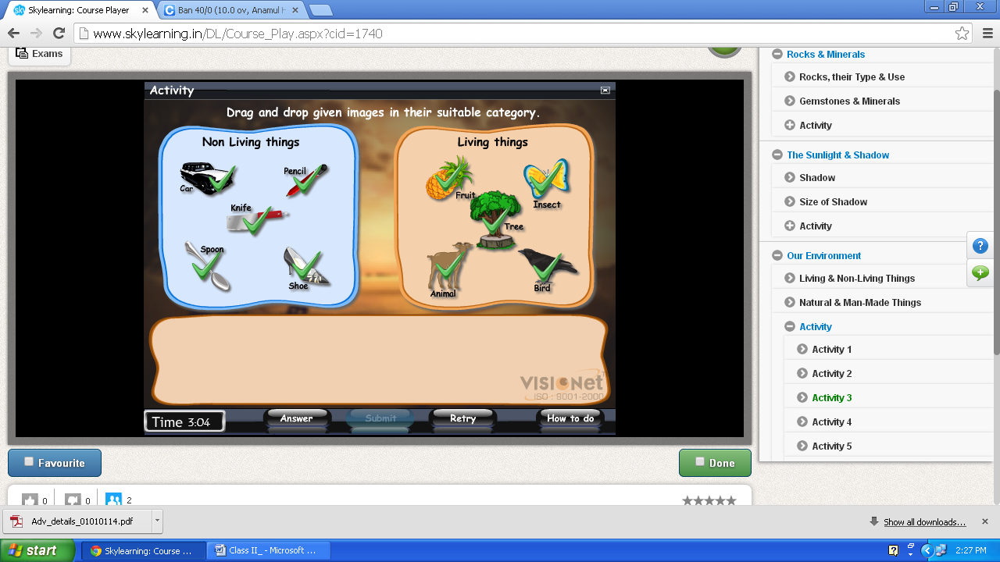 Skylearning: Course Player
Ban 40/0 (10.0 ov, Anamul H
www.skylearning.in/DL/Course_Play.aspx?cid=1740
Exams
Activity
Drag and drop given images in their suitable category.
Non Living things
Car
Pencil
Knife
Spoon
Shoe
Living things
Fruit
Insect
Tree
Animal
Bird
VISIONET
ISO : 9001-2000
Time 3:04
Answer
Submit
Retry
How to do
Favourite
Done
0
0
2
Rocks & Minerals
Rocks, their Type & Use
Gemstones & Minerals
Activity
The Sunlight & Shadow
Shadow
Size of Shadow
Activity
Our Environment
Living & Non-Living Things
Natural & Man-Made Things
Activity
Activity 1
Activity 2
Activity 3
Activity 4
Activity 5
Adv_details_01010114.pdf
Show all downloads...
start
Skylearning: Course ...
Class II_ - Microsoft ...
2:27 PM